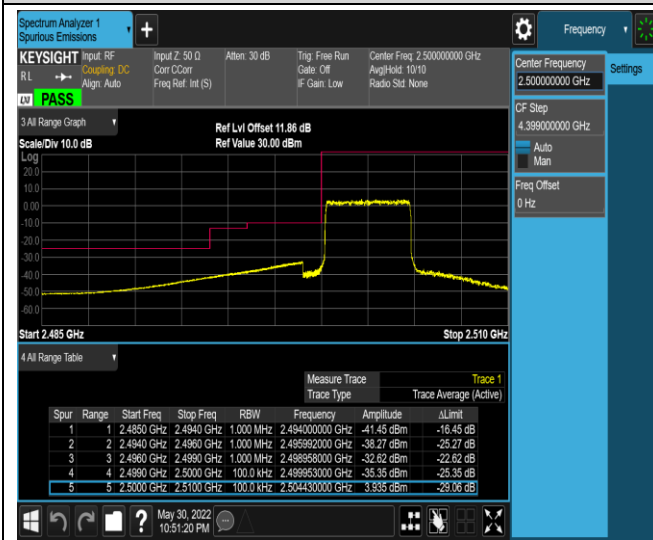 Spectrum Analyzer 1
Spurious Emissions
Frequency
KEYSIGHT
RL
LXI
PASS
Input: RF
Coupling: DC
Align: Auto
Input Z: 50 Ω
Corr CCorr
Freq Ref: Int (S)
Atten: 30 dB
Trig: Free Run
Gate: Off
IF Gain: Low
Center Freq: 2.500000000 GHz
Avg|Hold: 10/10
Radio Std: None
Center Frequency
2.500000000 GHz
Settings
CF Step
4.399000000 GHz
Auto
Man
Freq Offset
0 Hz
3 All Range Graph
Scale/Div 10.0 dB
Ref Lvl Offset 11.86 dB
Ref Value 30.00 dBm
Log
20.0
10.0
0.00
-10.0
-20.0
-30.0
-40.0
-50.0
-60.0
Start 2.485 GHz
Stop 2.510 GHz
4 All Range Table
Measure Trace Trace 1
Trace Type Trace Average (Active)
Spur Range Start Freq Stop Freq RBW Frequency Amplitude ΔLimit
1 1 2.4850 GHz 2.4940 GHz 1.000 MHz 2.494000000 GHz -41.45 dBm -16.45 dB
2 2 2.4940 GHz 2.4960 GHz 1.000 MHz 2.495992000 GHz -38.27 dBm -25.27 dB
3 3 2.4960 GHz 2.4990 GHz 1.000 MHz 2.498958000 GHz -32.62 dBm -22.62 dB
4 4 2.4990 GHz 2.5000 GHz 100.0 kHz 2.499953000 GHz -35.35 dBm -25.35 dB
5 5 2.5000 GHz 2.5100 GHz 100.0 kHz 2.504430000 GHz 3.935 dBm -29.06 dB
May 30, 2022
10:51:20 PM